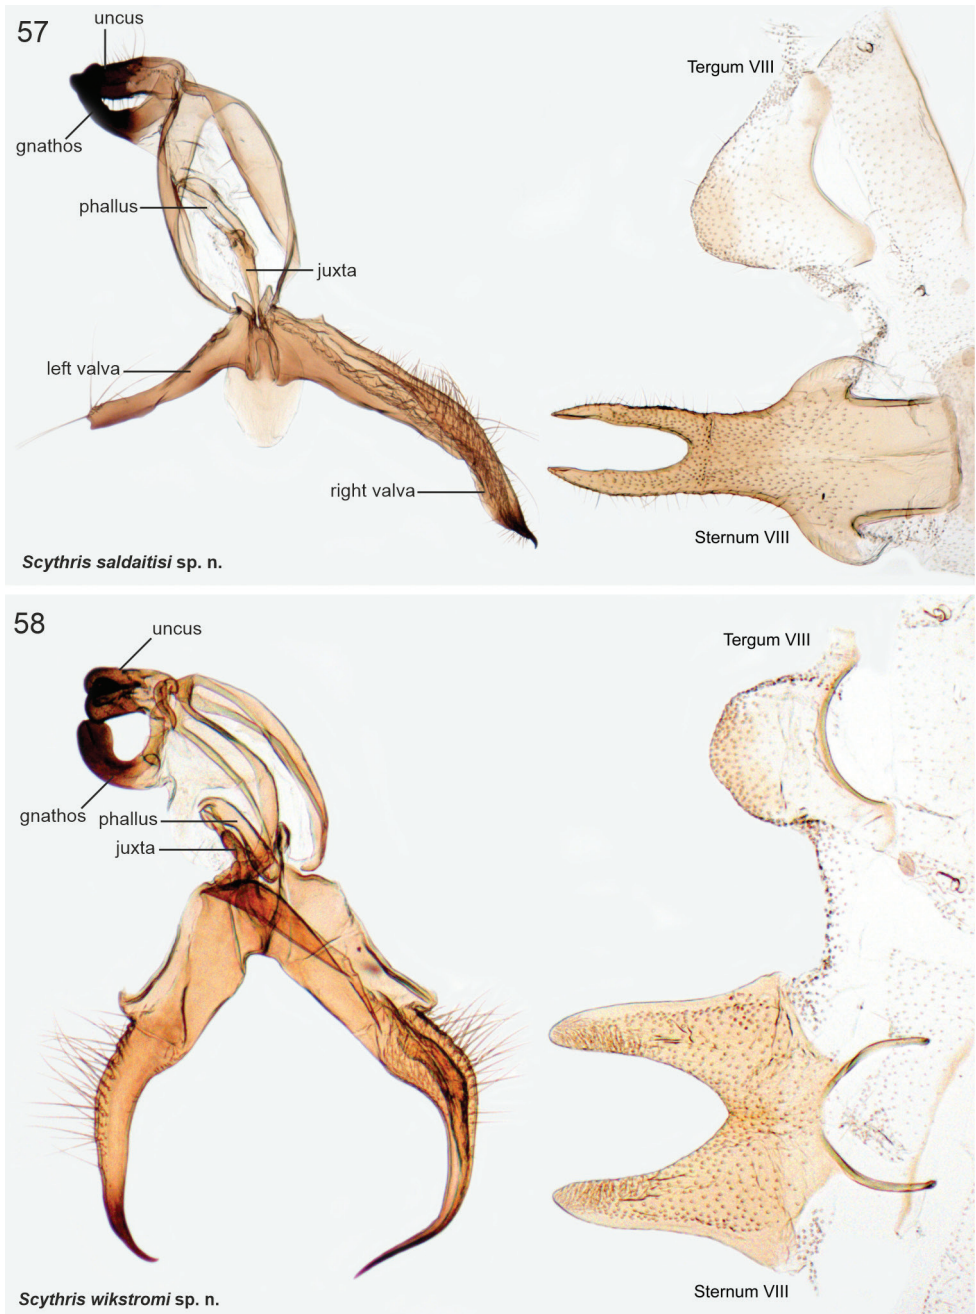 57
uncus
Tergum VIII
gnathos
phallus
juxta
left valva
right valva
Sternum VIII
Scythris saldaitisi sp. n.
58
uncus
Tergum VIII
gnathos
phallus
juxta
Sternum VIII
Scythris wikstromi sp. n.